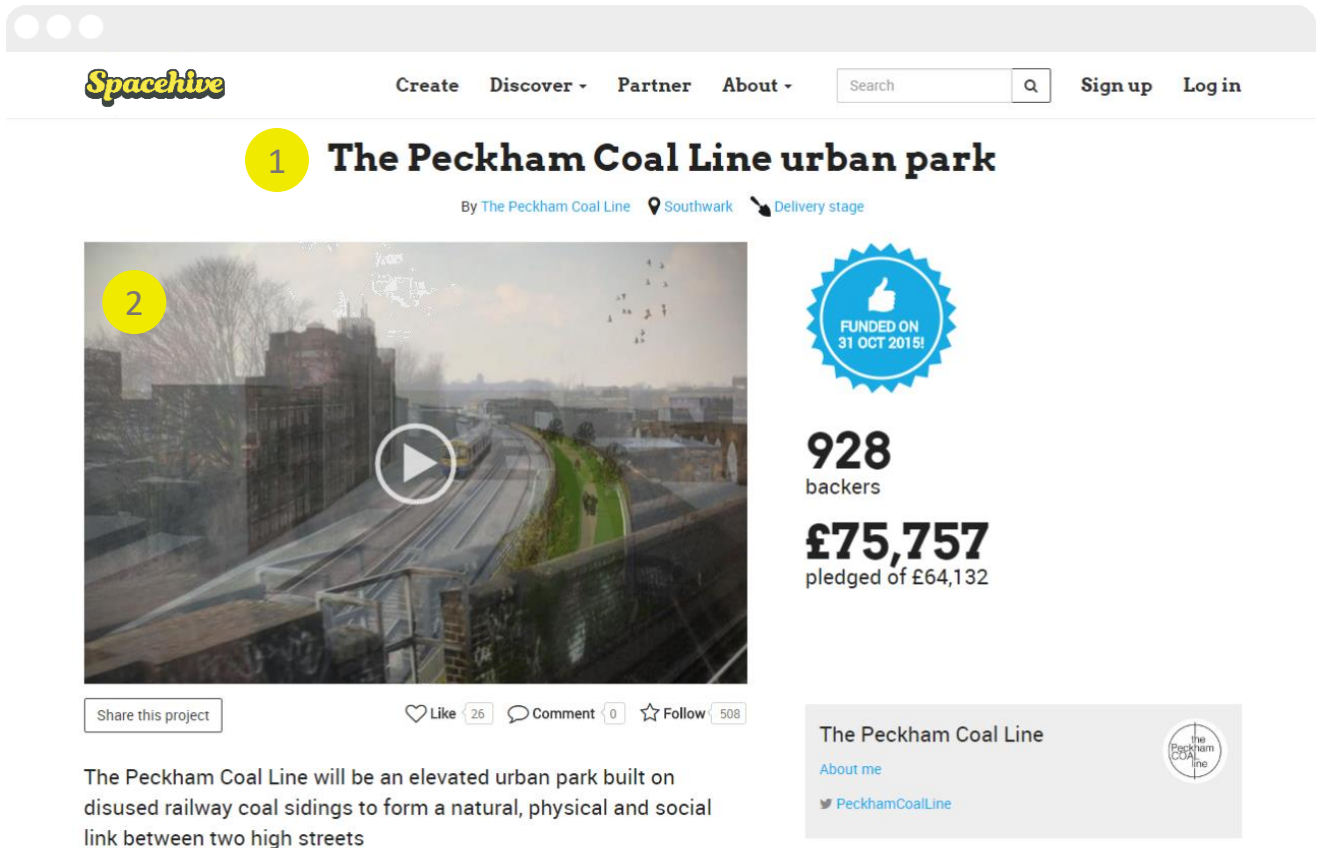 Spacehive
Create Discover Partner About Search Sign up Log in
1 The Peckham Coal Line urban park
By The Peckham Coal Line Southwark Delivery stage
2
FUNDED ON
31 OCT 2015!
928
backers
£75,757
pledged of £64,132
Share this project Like 26 Comment 0 Follow 508
The Peckham Coal Line will be an elevated urban park built on
disused railway coal sidings to form a natural, physical and social
link between two high streets
The Peckham Coal Line
About me
PeckhamCoalLine
the
Peckham
COAL
line